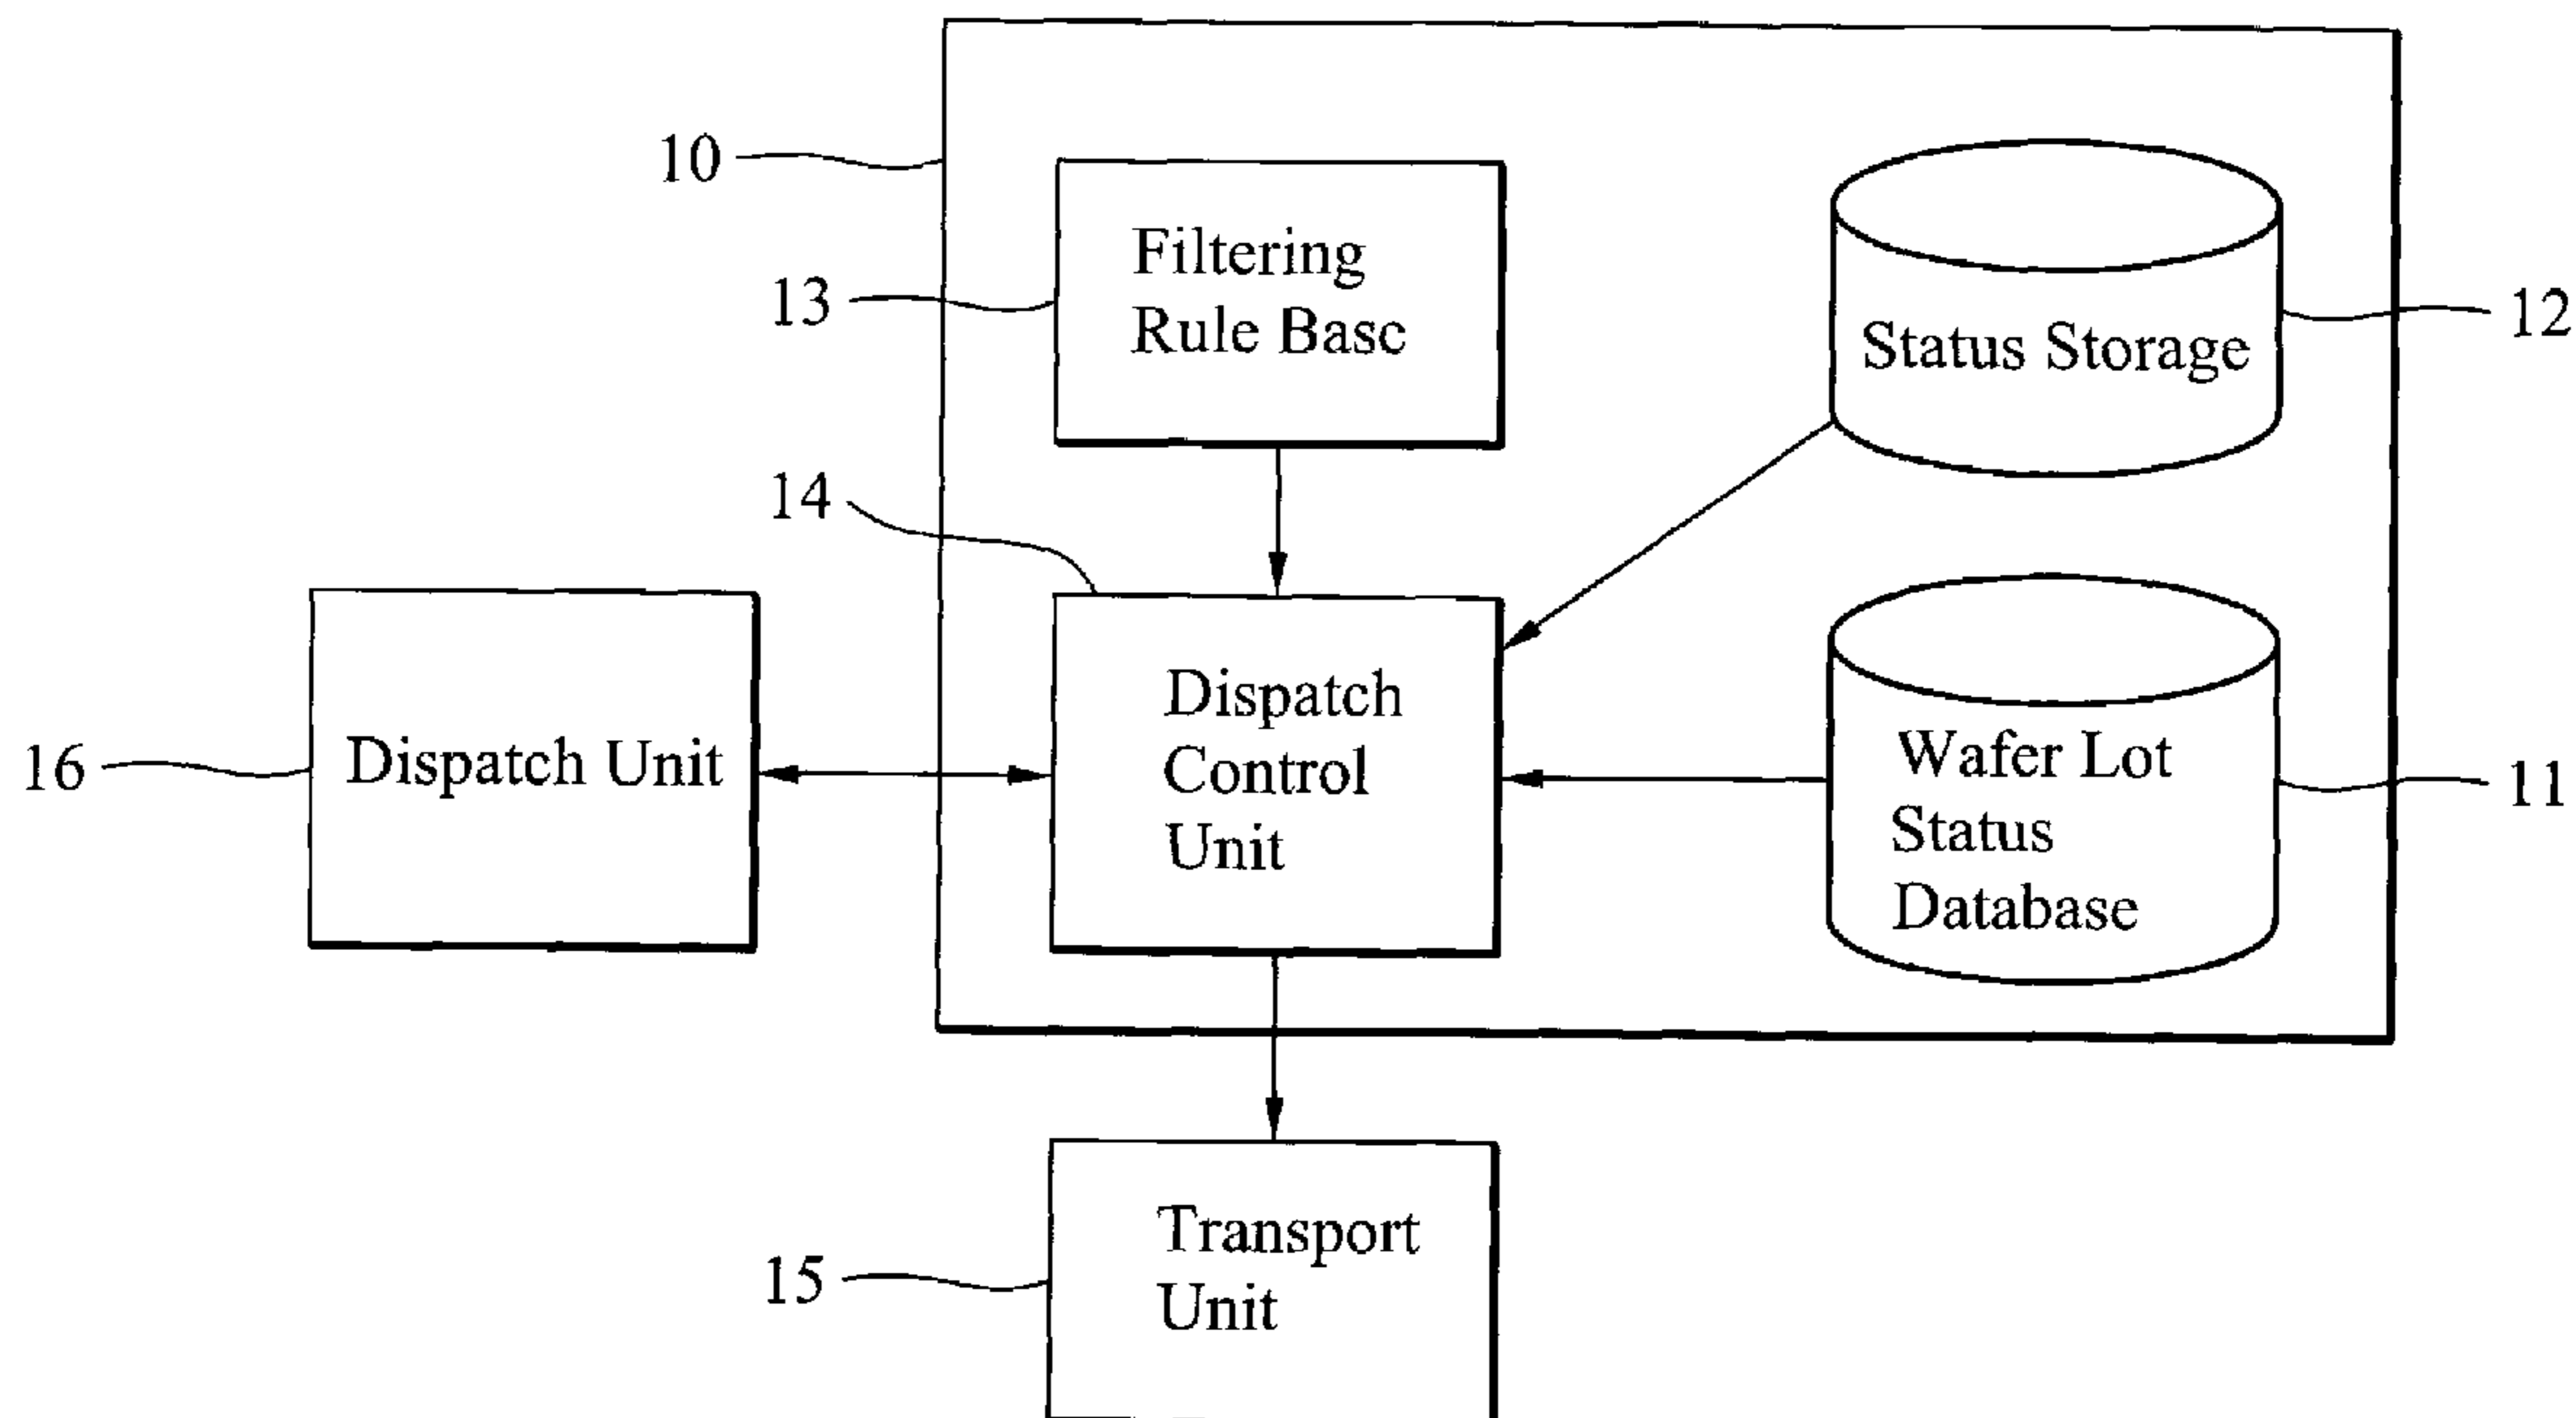 10
Filtering
Rule Base
13
Status Storage
12
14
Dispatch
Control
Unit
16
Dispatch Unit
Wafer Lot
Status
Database
11
Transport
Unit
15